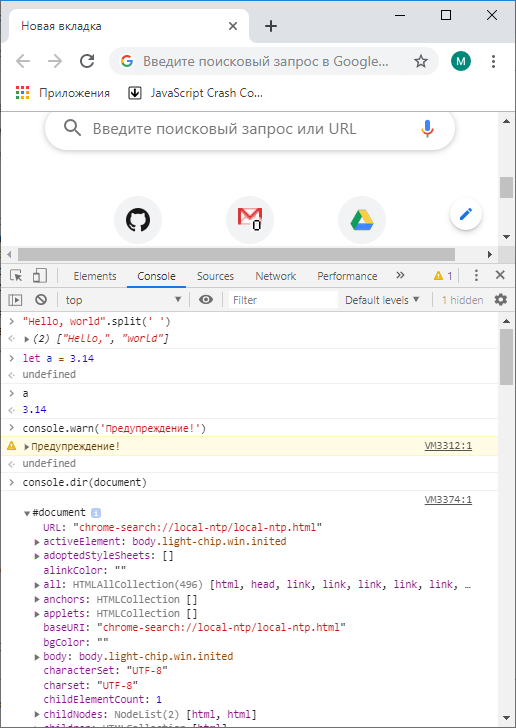 Новая вкладка
Введите поисковый запрос в Google...
M
Приложения JavaScript Crash Co...
Введите поисковый запрос или URL
0
Elements Console Sources Network Performance » 1
top Filter Default levels 1 hidden
"Hello, world".split(' ')
(2) ["Hello,", "world"]
let a = 3.14
undefined
a
3.14
console.warn('Предупреждение!')
Предупреждение! VM3312:1
undefined
console.dir(document)
VM3374:1
#document i
URL: "chrome-search://local-ntp/local-ntp.html"
activeElement: body.light-chip.win.inited
adoptedStyleSheets: []
alinkColor: ""
all: HTMLAllCollection(496) [html, head, link, link, link, link, link, …
anchors: HTMLCollection []
applets: HTMLCollection []
baseURI: "chrome-search://local-ntp/local-ntp.html"
bgColor: ""
body: body.light-chip.win.inited
characterSet: "UTF-8"
charset: "UTF-8"
childElementCount: 1
childNodes: NodeList(2) [html, html]
children: HTMLCollection [html]